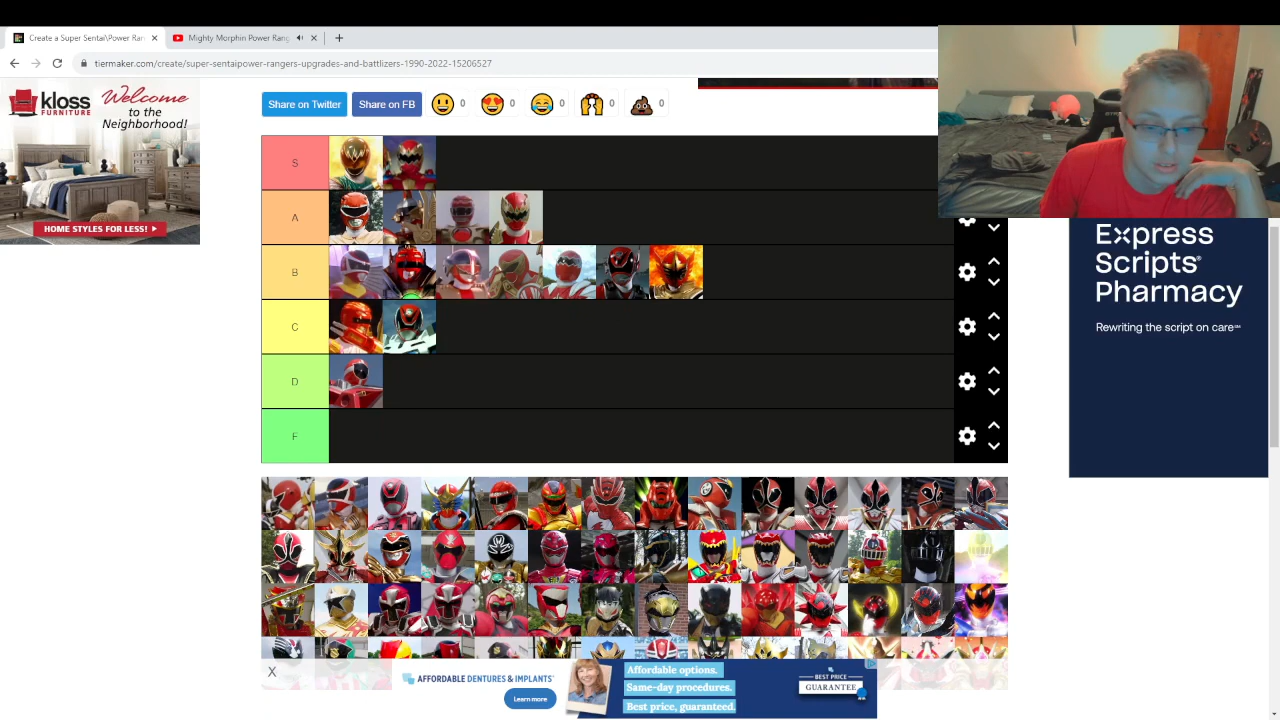 Create a Super Sentai\Power Ran
Mighty Morphin Power Rang
tiermaker.com/create/super-sentaipower-rangers-upgrades-and-battlizers-1990-2022-15206527
kloss
FURNITURE
Welcome
to the
Neighborhood!
HOME STYLES FOR LESS!
Share on Twitter
Share on FB
0
0
0
0
0
S
A
B
C
D
F
Express
Scripts®
Pharmacy
Rewriting the script on care℠
X
AFFORDABLE DENTURES & IMPLANTS
Learn more
Affordable options.
Same-day procedures.
Best price, guaranteed.
BEST PRICE
GUARANTEE